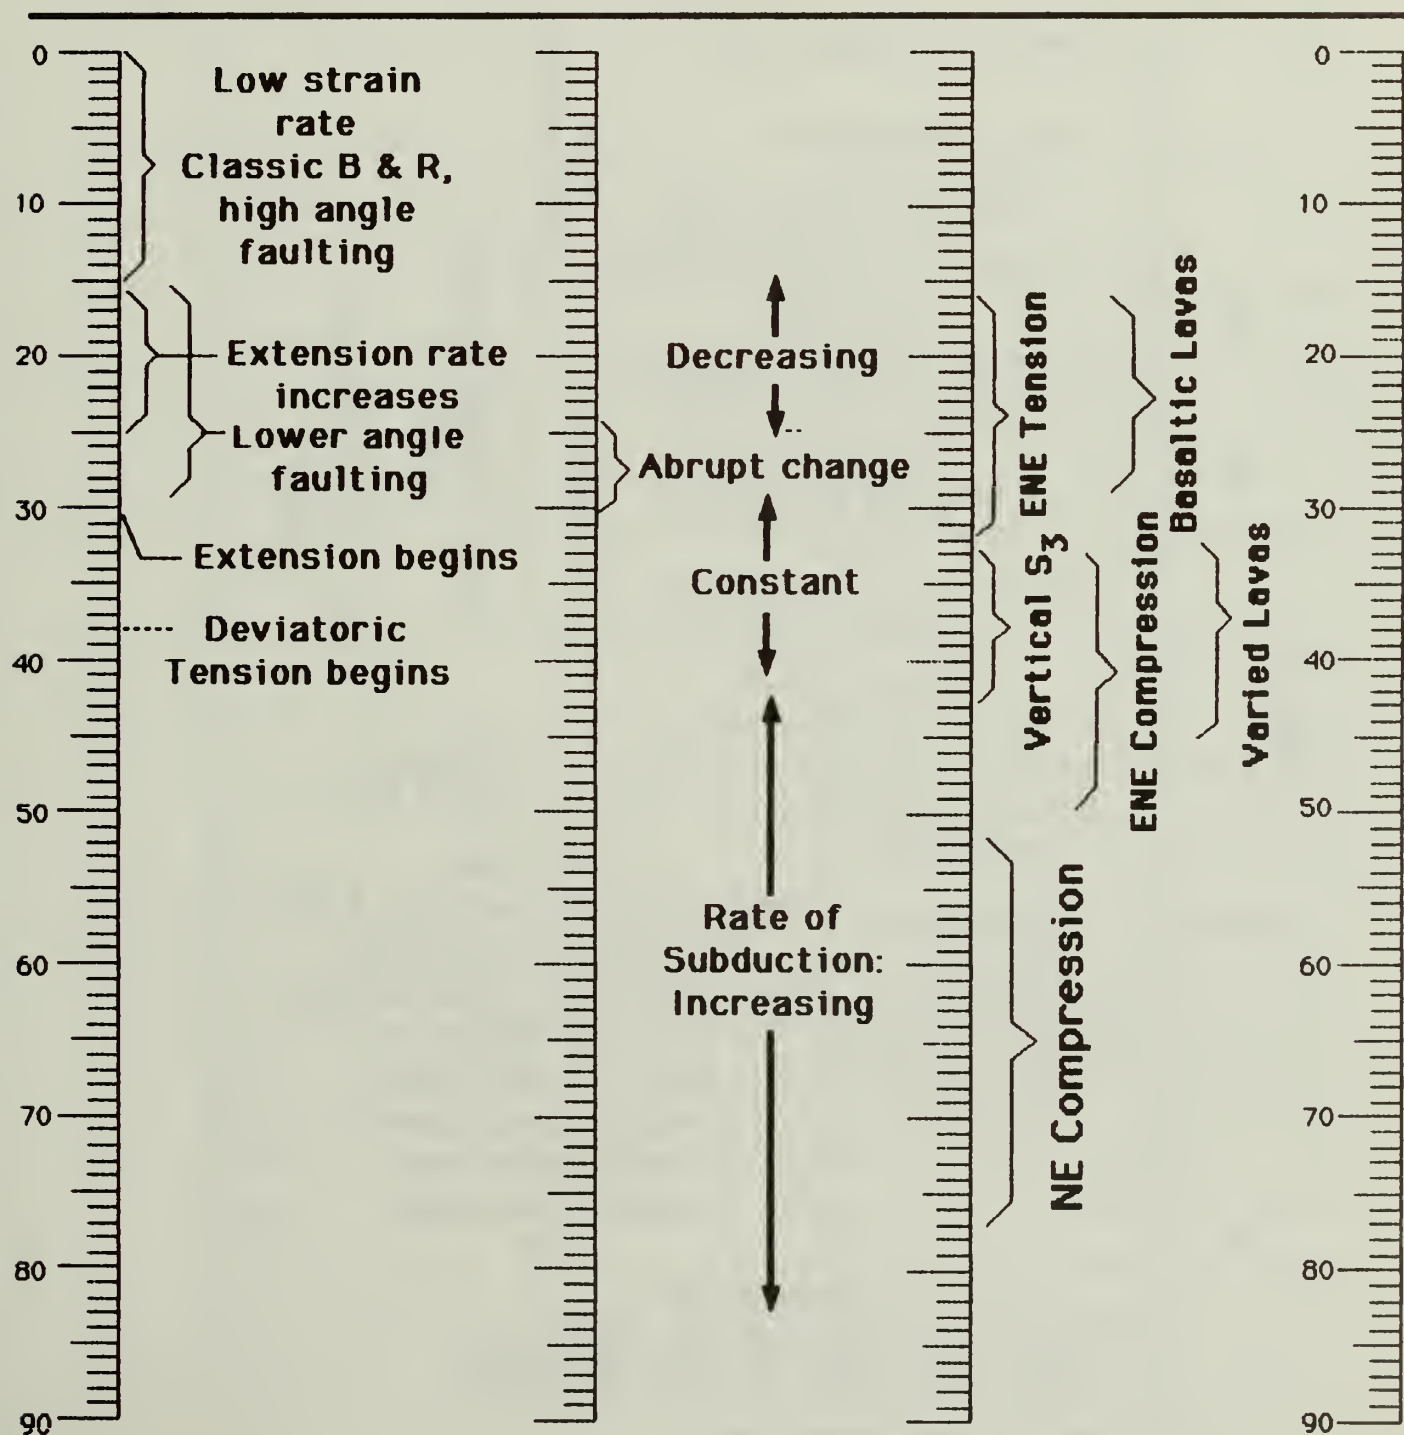 0
10
20
30
40
50
60
70
80
90
Low strain
rate
Classic B & R,
high angle
faulting
Extension rate
increases
Lower angle
faulting
Extension begins
Deviatoric
Tension begins
Decreasing
Abrupt change
Constant
Rate of
Subduction:
Increasing
ENE Tension
Vertical S3
Basaltic Lavas
ENE Compression
Varied Lavas
NE Compression
0
10
20
30
40
50
60
70
80
90